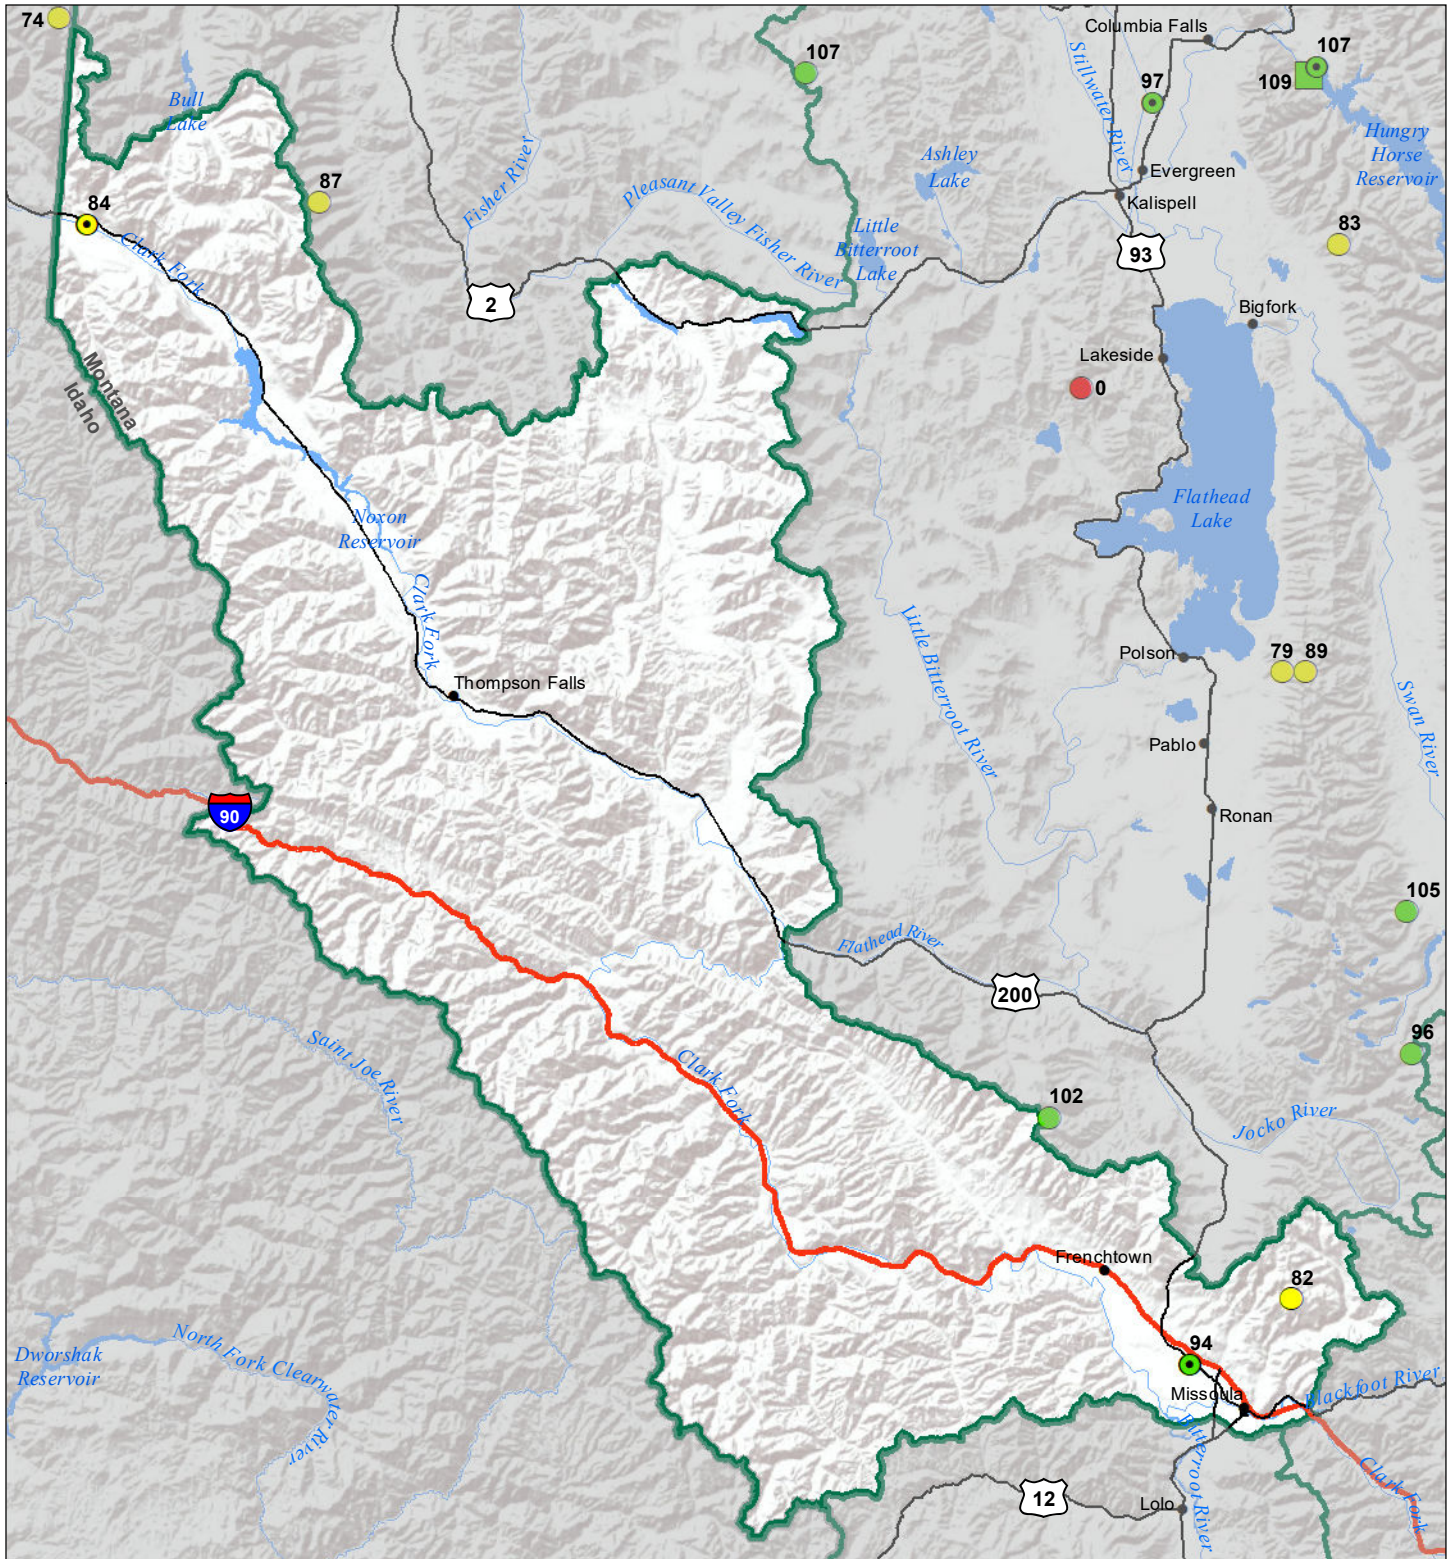 74
107
Columbia Falls
107
109
97
Stillwater River
Bull
Lake
Hungry
Horse
Reservoir
Ashley
Lake
Fisher River
Evergreen
87
Pleasant Valley Fisher River
Kalispell
84
Little
Bitterroot
Lake
83
93
Clark Fork
2
Bigfork
Lakeside
Montana
Idaho
0
Flathead
Lake
Noxon
Reservoir
Clark Fork
Little Bitterroot River
Polson
79
89
Thompson Falls
Swan River
Pablo
90
Ronan
105
Flathead River
200
Saint Joe River
96
Clark Fork
102
Jocko River
Frenchtown
82
94
North Fork Clearwater
River
Dworshak
Reservoir
Missoula
Blackfoot River
Bitterroot River
Clark Fork
12
Lolo